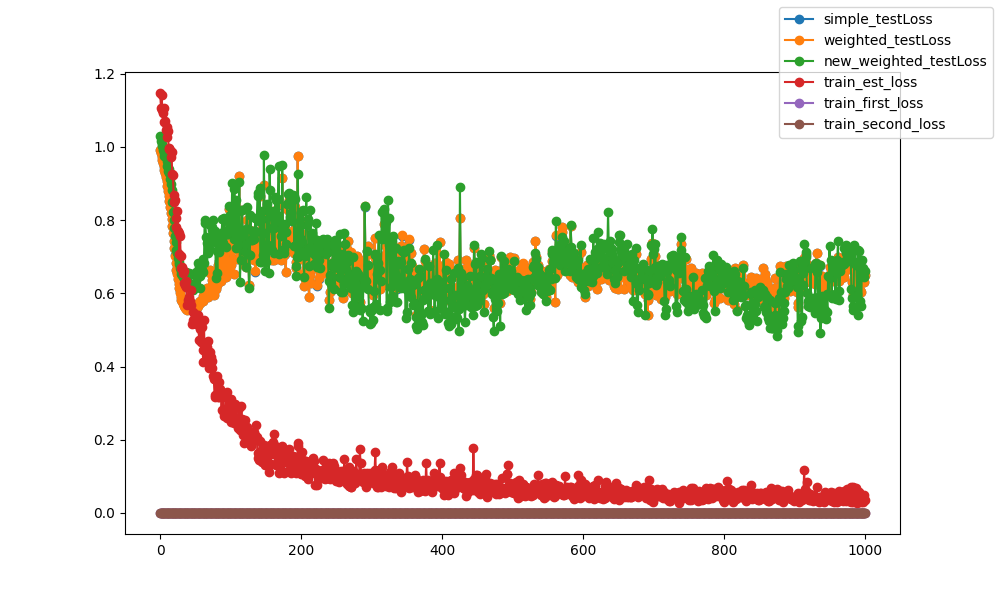 simple_testLoss
weighted_testLoss
new_weighted_testLoss
train_est_loss
train_first_loss
train_second_loss
1.2
1.0
0.8
0.6
0.4
0.2
0.0
0 200 400 600 800 1000